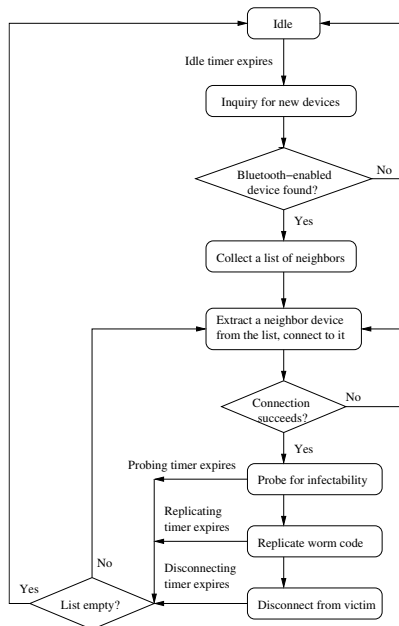 Idle
Idle timer expires
Inquiry for new devices
Bluetooth−enabled
device found?
No
Yes
Collect a list of neighbors
Extract a neighbor device
from the list, connect to it
Connection
succeeds?
No
Yes
Probing timer expires
Probe for infectability
Replicating
timer expires
Replicate worm code
No
Disconnecting
timer expires
Yes
List empty?
Disconnect from victim